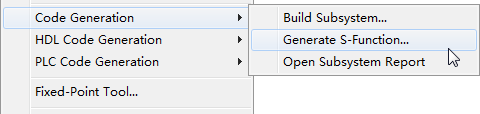 Code Generation
HDL Code Generation
PLC Code Generation
Fixed-Point Tool...
Build Subsystem...
Generate S-Function...
Open Subsystem Report